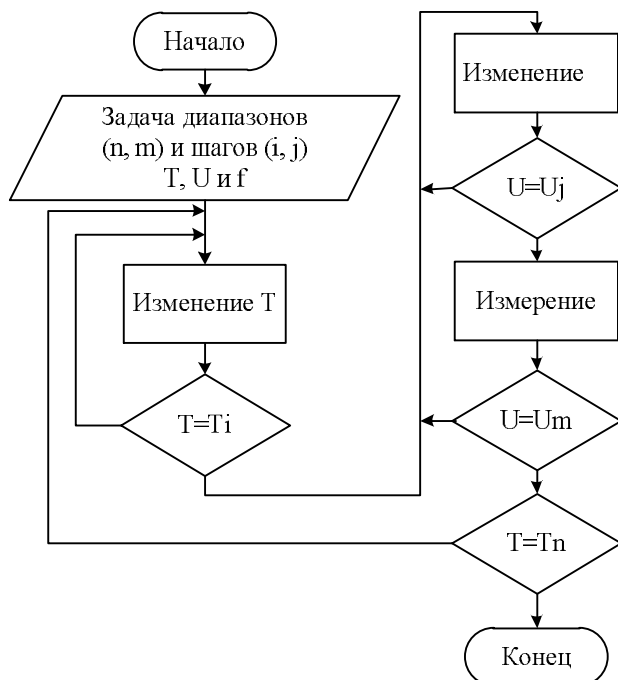 Начало
Задача диапазонов
(n, m) и шагов (i, j)
T, U и f
Изменение T
T=Ti
Изменение
U=Uj
Измерение
U=Um
T=Tn
Конец